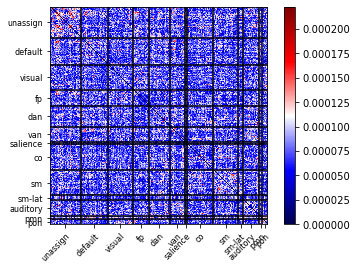 unassign
default
visual
fp
dan
van
salience
co
sm
sm-lat
auditory
pmn
pon
unassign
default
visual
fp
dan
van
salience
co
sm
sm-lat
auditory
pon
0.000200
0.000175
0.000150
0.000125
0.000100
0.000075
0.000050
0.000025
0.000000